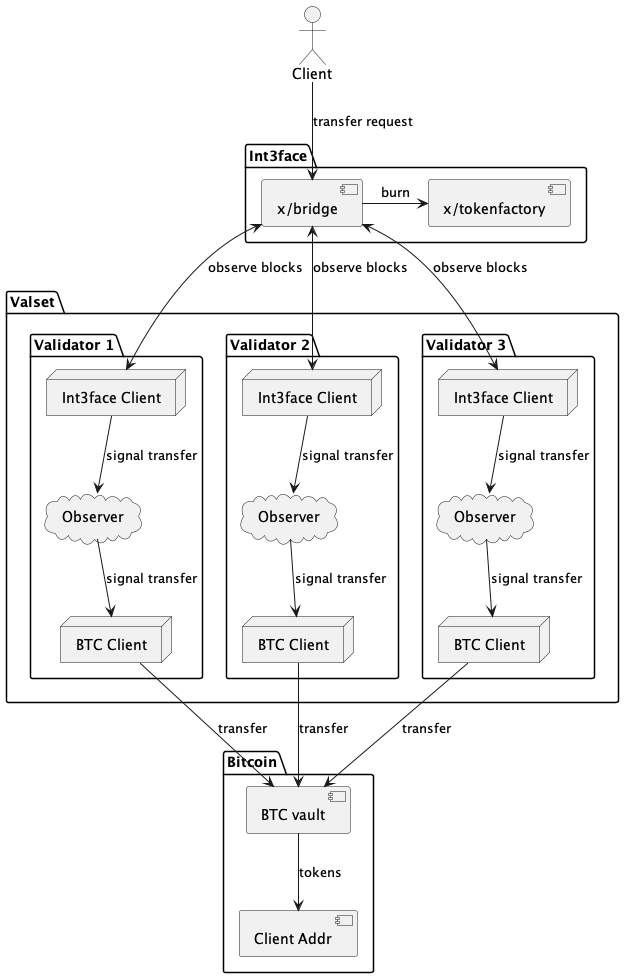 Client
transfer request
Int3face
x/bridge
burn
x/tokenfactory
observe blocks
observe blocks
observe blocks
Valset
Validator 1
Validator 2
Validator 3
Int3face Client
Int3face Client
Int3face Client
signal transfer
signal transfer
signal transfer
Observer
Observer
Observer
signal transfer
signal transfer
signal transfer
BTC Client
BTC Client
BTC Client
transfer
transfer
transfer
Bitcoin
BTC vault
tokens
Client Addr